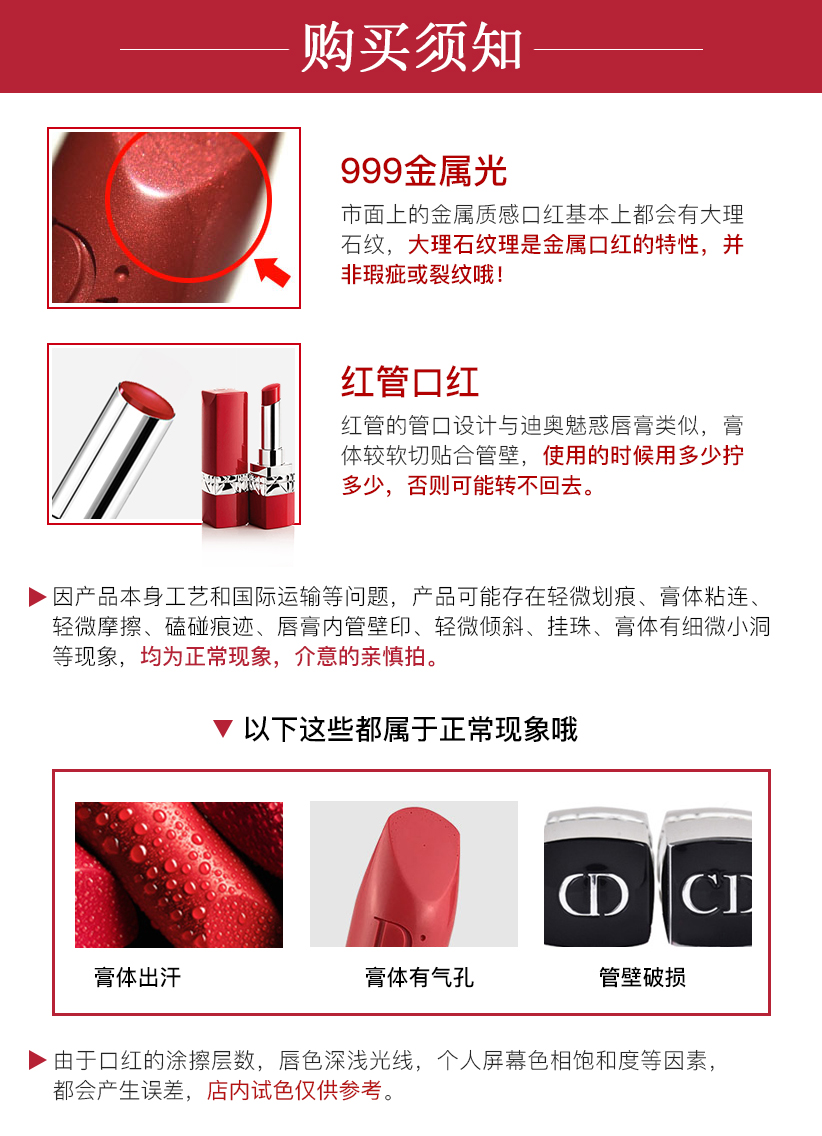 购买须知
999金属光
市面上的金属质感口红基本上都会有大理
石纹，大理石纹理是金属口红的特性，并
非瑕疵或裂纹哦！
红管口红
红管的管口设计与迪奥魅惑唇膏类似，膏
体较软切贴合管壁，使用的时候用多少拧
多少，否则可能转不回去。
▶因产品本身工艺和国际运输等问题，产品可能存在轻微划痕、膏体粘连、
轻微摩擦、磕碰痕迹、唇膏内管壁印、轻微倾斜、挂珠、膏体有细微小洞
等现象，均为正常现象，介意的亲慎拍。
▼以下这些都属于正常现象哦
D
CD
CD
膏体出汗
膏体有气孔
管壁破损
▶由于口红的涂擦层数，唇色深浅光线，个人屏幕色相饱和度等因素，
都会产生误差，店内试色仅供参考。